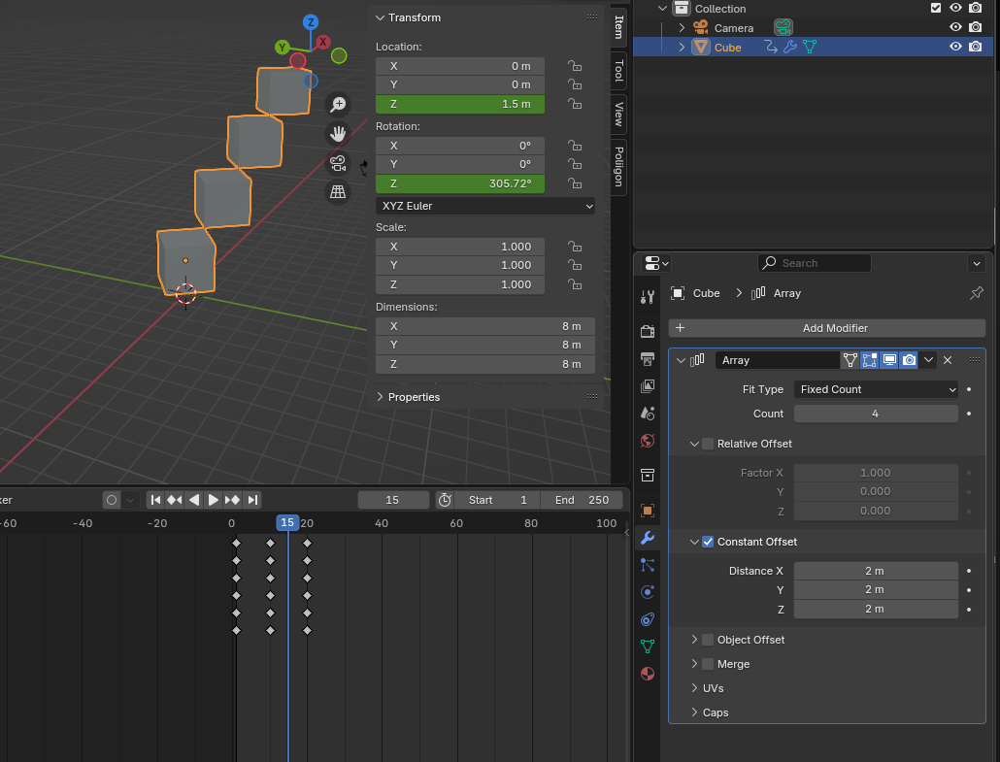 Z
Y
X
Transform
Location:
X 0 m
Y 0 m
Z 1.5 m
Rotation:
X 0°
Y 0°
Z 305.72°
XYZ Euler
Scale:
X 1.000
Y 1.000
Z 1.000
Dimensions:
X 8 m
Y 8 m
Z 8 m
Properties
Item
Tool
View
Poliigon
Collection
Camera
Cube
Search
Cube > Array
Add Modifier
Array
Fit Type Fixed Count
Count 4
Relative Offset
Factor X 1.000
Y 0.000
Z 0.000
Constant Offset
Distance X 2 m
Y 2 m
Z 2 m
Object Offset
Merge
UVs
Caps
ker 15 Start 1 End 250
-60 -40 -20 0 15 20 40 60 80 100